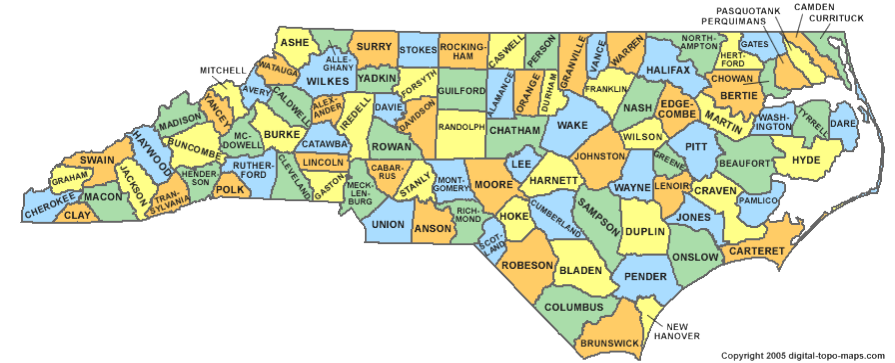 PASQUOTANK
PERQUIMANS
CAMDEN
CURRITUCK
ASHE
ALLE-
GHANY
SURRY
STOKES
ROCKING-
HAM
CASWELL
PERSON
GRANVILLE
VANCE
WARREN
NORTH-
AMPTON
HERT-
FORD
GATES
MITCHELL
WATAUGA
WILKES
YADKIN
FORSYTH
GUILFORD
ALAMANCE
ORANGE
DURHAM
FRANKLIN
HALIFAX
CHOWAN
BERTIE
AVERY
YANCEY
CALDWELL
ALEX-
ANDER
IREDELL
DAVIE
DAVIDSON
RANDOLPH
CHATHAM
WAKE
NASH
EDGE-
COMBE
MARTIN
WASH-
INGTON
TYRRELL
DARE
MADISON
HAYWOOD
BUNCOMBE
MC-
DOWELL
BURKE
CATAWBA
ROWAN
WILSON
PITT
BEAUFORT
HYDE
SWAIN
GRAHAM
CHEROKEE
CLAY
MACON
JACKSON
TRAN-
SYLVANIA
HENDER-
SON
POLK
RUTHER-
FORD
CLEVELAND
LINCOLN
GASTON
MECK-
LEN-
BURG
CABAR-
RUS
STANLY
MONT-
GOMERY
MOORE
LEE
HARNETT
JOHNSTON
WAYNE
GREENE
LENOIR
CRAVEN
PAMLICO
UNION
ANSON
RICH-
MOND
SCOT-
LAND
HOKE
CUMBERLAND
SAMPSON
DUPLIN
JONES
ONSLOW
CARTERET
ROBESON
BLADEN
PENDER
COLUMBUS
BRUNSWICK
NEW
HANOVER
Copyright 2005 digital-topo-maps.com